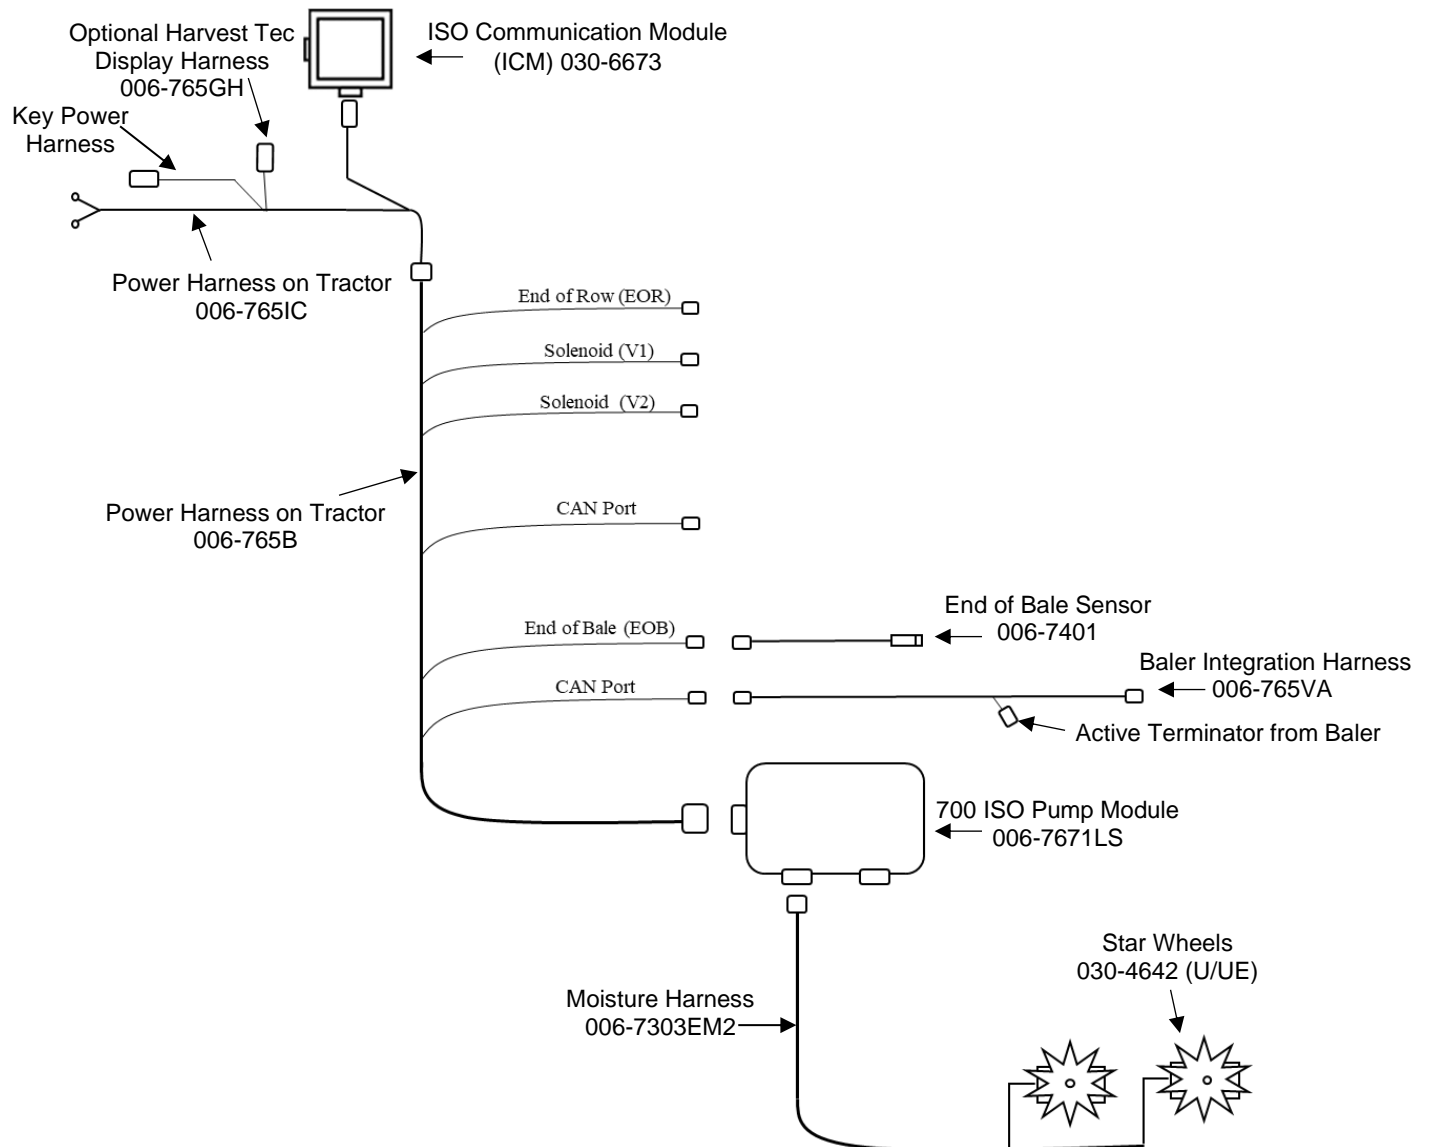 Optional Harvest Tec
Display Harness
006-765GH
ISO Communication Module
(ICM) 030-6673
Key Power
Harness
Power Harness on Tractor
006-765IC
End of Row (EOR)
Solenoid (V1)
Solenoid (V2)
Power Harness on Tractor
006-765B
CAN Port
End of Bale (EOB)
End of Bale Sensor
006-7401
CAN Port
Baler Integration Harness
006-765VA
Active Terminator from Baler
700 ISO Pump Module
006-7671LS
Moisture Harness
006-7303EM2
Star Wheels
030-4642 (U/UE)